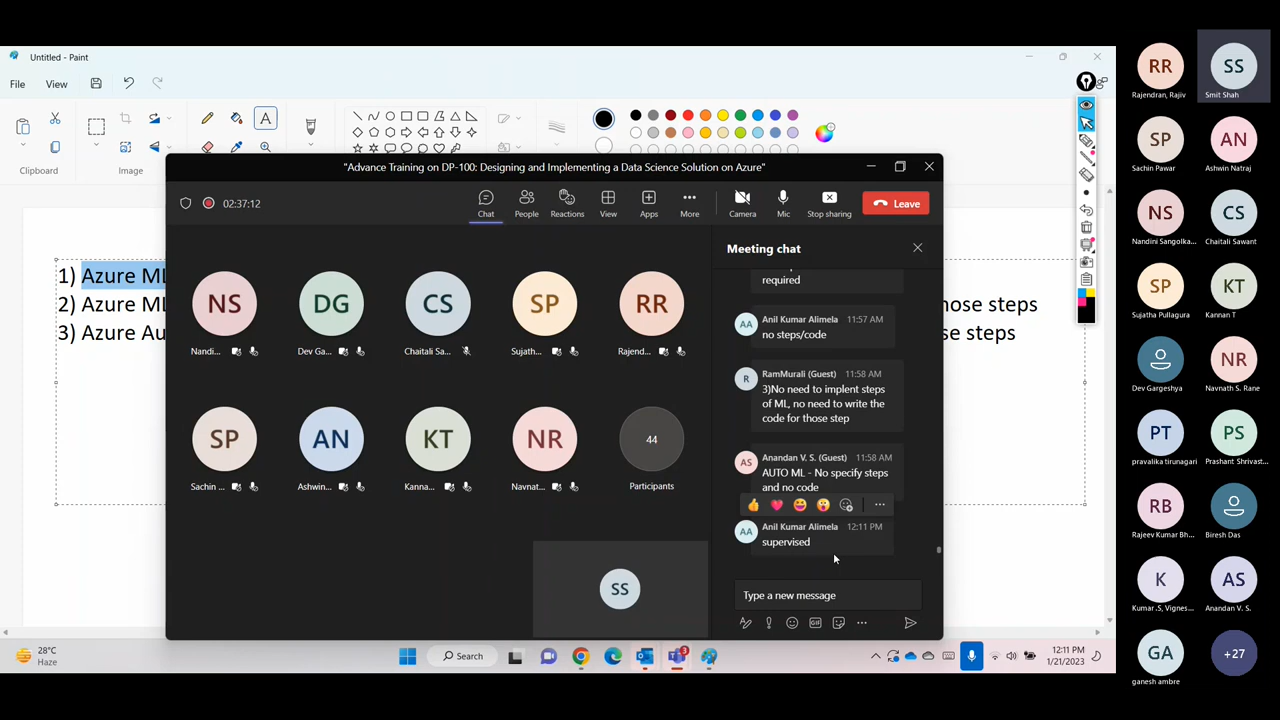 Untitled - Paint
File
View
Clipboard
Image
A
1) Azure ML
2) Azure ML
hose steps
3) Azure Au
se steps
"Advance Training on DP-100: Designing and Implementing a Data Science Solution on Azure"
02:37:12
Chat
People
Reactions
View
Apps
More
Camera
Mic
Stop sharing
Leave
NS
DG
CS
SP
RR
Nandi...
Dev Ga...
Chaitali Sa...
Sujath...
Rajend...
SP
AN
KT
NR
44
Sachin ...
Ashwin...
Kanna...
Navnat...
Participants
SS
Meeting chat
required
AA
Anil Kumar Alimela
11:57 AM
no steps/code
R
RamMurali (Guest)
11:58 AM
3)No need to implent steps
of ML, no need to write the
code for those step
AS
Anandan V. S. (Guest)
11:58 AM
AUTO ML - No specify steps
and no code
AA
Anil Kumar Alimela
12:11 PM
supervised
Type a new message
GIF
28°C
Haze
Search
3
12:11 PM
1/21/2023
RR
SS
Rajendran, Rajiv
Smit Shah
SP
AN
Sachin Pawar
Ashwin Natraj
NS
CS
Nandini Sangolka...
Chaitali Sawant
SP
KT
Sujatha Pullagura
Kannan T
NR
Dev Gargeshya
Navnath S. Rane
PT
PS
pravalika tirunagari
Prashant Shrivast...
RB
Rajeev Kumar Bh...
Biresh Das
K
AS
Kumar .S, Vignes...
Anandan V. S.
GA
+27
ganesh ambre